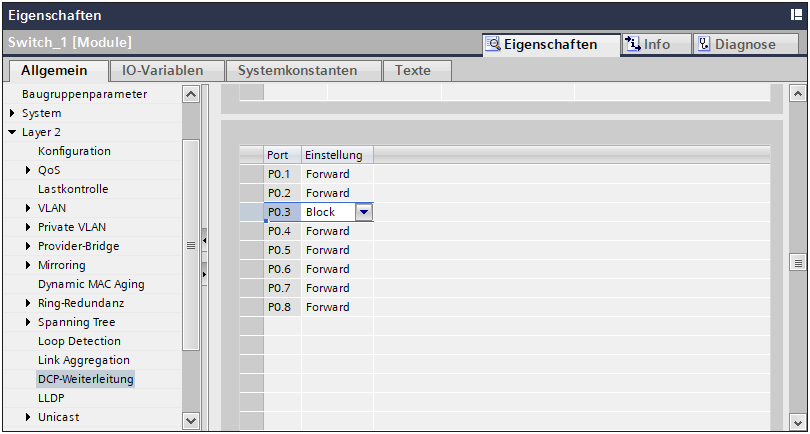 Eigenschaften
Switch_1 [Module]
Eigenschaften
Info
Diagnose
Allgemein
IO-Variablen
Systemkonstanten
Texte
Baugruppenparameter
System
Layer 2
Konfiguration
QoS
Lastkontrolle
VLAN
Private VLAN
Provider-Bridge
Mirroring
Dynamic MAC Aging
Ring-Redundanz
Spanning Tree
Loop Detection
Link Aggregation
DCP-Weiterleitung
LLDP
Unicast
Port Einstellung
P0.1 Forward
P0.2 Forward
P0.3 Block
P0.4 Forward
P0.5 Forward
P0.6 Forward
P0.7 Forward
P0.8 Forward